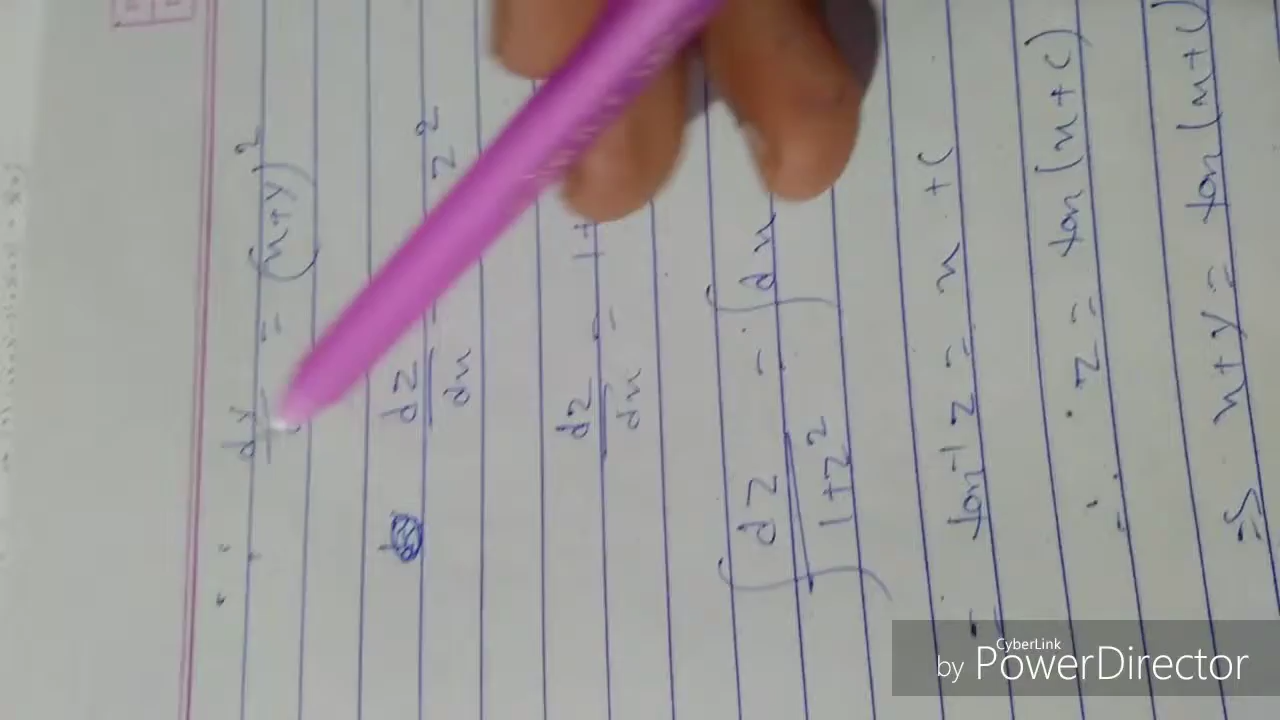 dy = (x+y)²
dz/dx z²
dz/dx = 1+
∫ dz/1+z² = ∫ dx
= tan⁻¹ z = x + c
∴ z = tan(x+c)
⇒ x+y = tan(x+c)
CyberLink
by PowerDirector